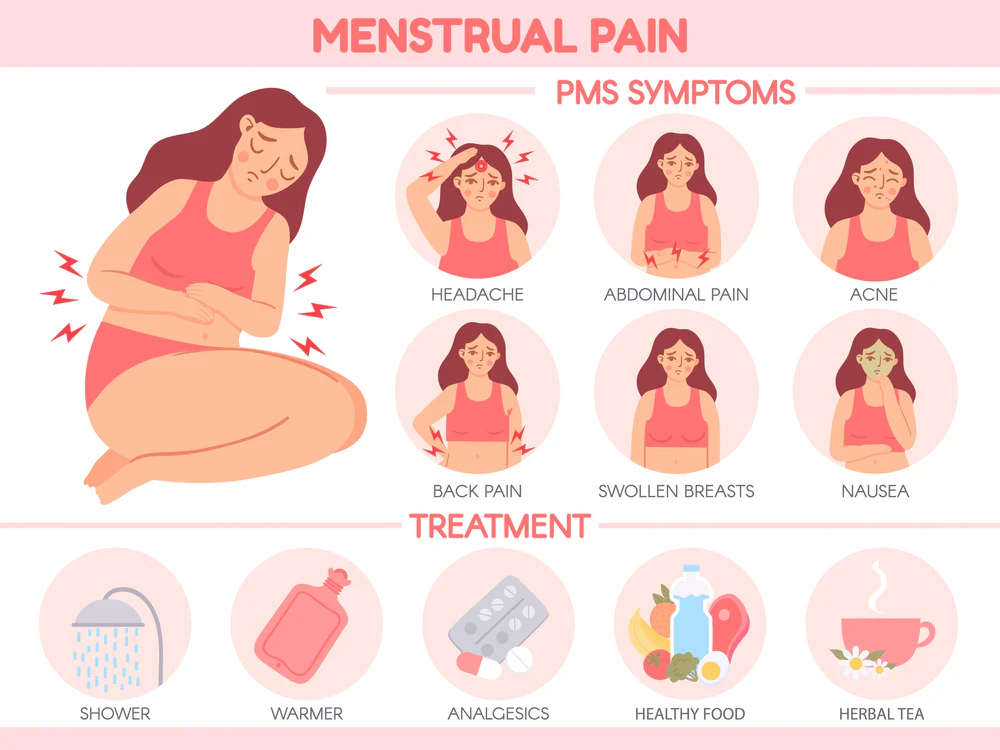 MENSTRUAL PAIN
PMS SYMPTOMS
HEADACHE
ABDOMINAL PAIN
ACNE
BACK PAIN
SWOLLEN BREASTS
NAUSEA
TREATMENT
SHOWER
WARMER
ANALGESICS
HEALTHY FOOD
HERBAL TEA